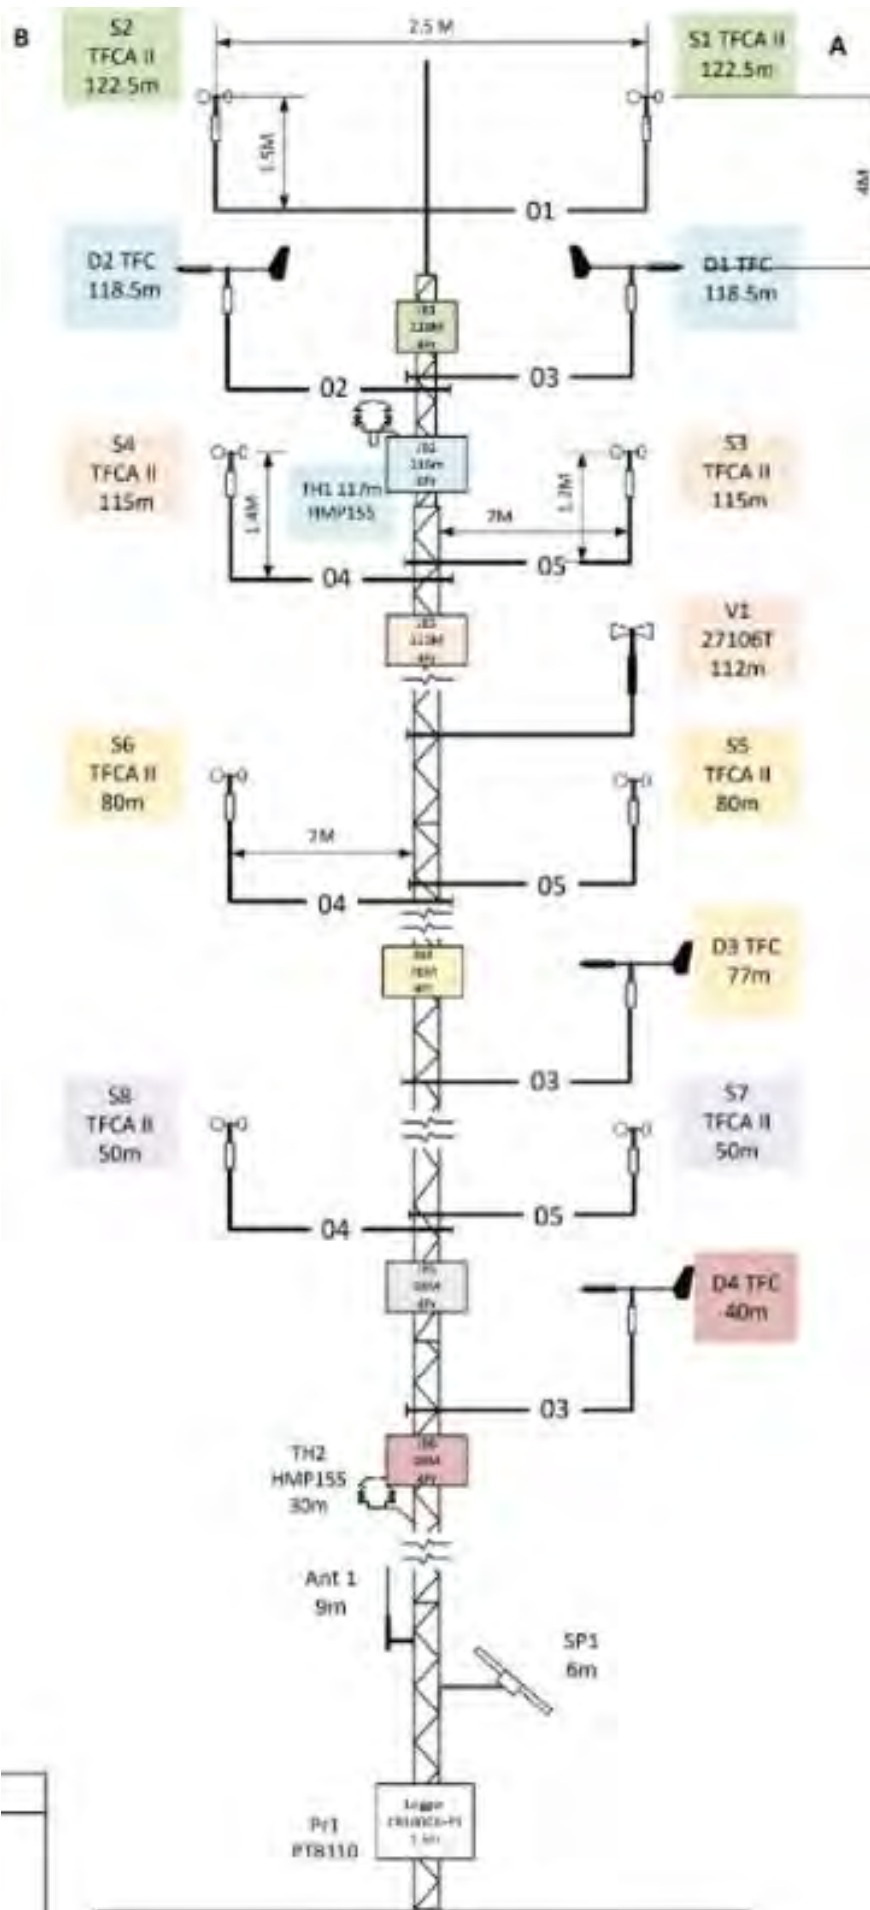 B
S2
TFCA II
122.5m
2.5 M
S1 TFCA II
122.5m
A
1.5M
4M
01
D2 TFC
118.5m
D1 TFC
118.5m
02
03
S4
TFCA II
115m
S3
TFCA II
115m
TH1 117m
HMP155
1.4M
1.2M
2M
04
05
V1
27106T
112m
S6
TFCA II
80m
S5
TFCA II
80m
2M
04
05
D3 TFC
77m
03
S8
TFCA II
50m
S7
TFCA II
50m
04
05
D4 TFC
40m
03
TH2
HMP155
30m
Ant 1
9m
SP1
6m
Logger
Pr1
PTB110